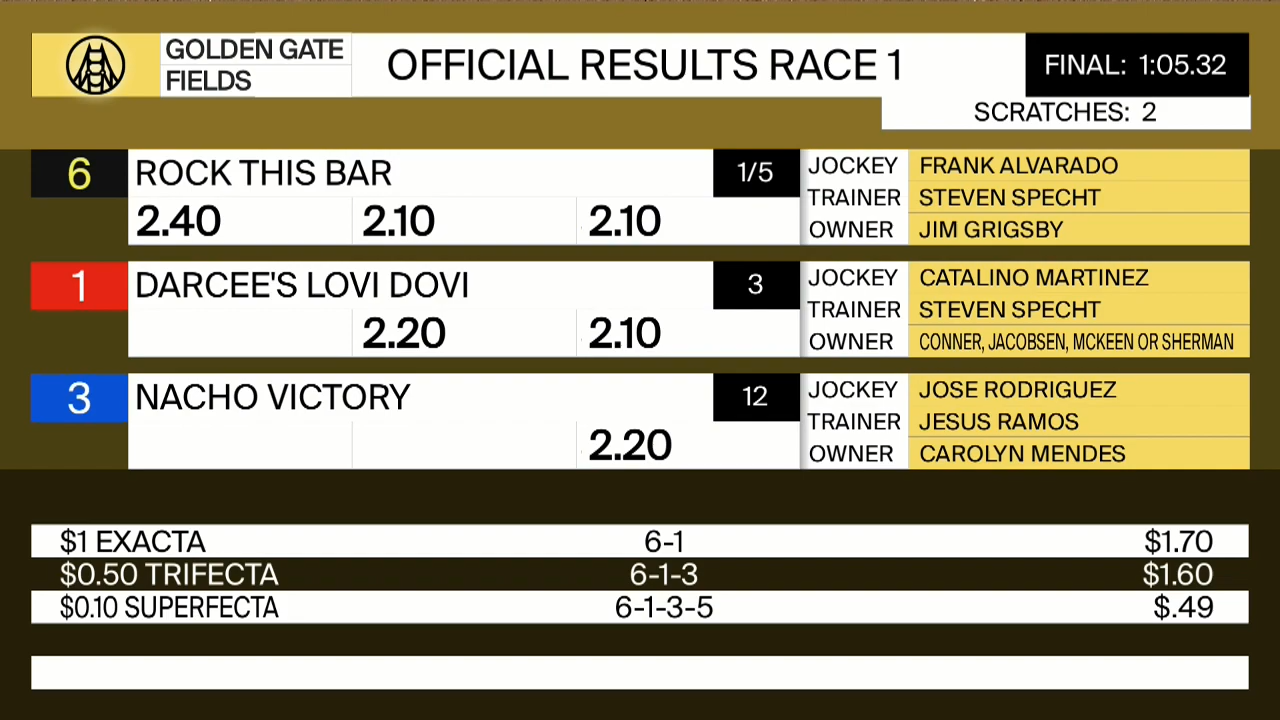 GOLDEN GATE
FIELDS
OFFICIAL RESULTS RACE 1
FINAL: 1:05.32
SCRATCHES: 2
6 ROCK THIS BAR 1/5
2.40 2.10 2.10
JOCKEY FRANK ALVARADO
TRAINER STEVEN SPECHT
OWNER JIM GRIGSBY
1 DARCEE'S LOVI DOVI 3
2.20 2.10
JOCKEY CATALINO MARTINEZ
TRAINER STEVEN SPECHT
OWNER CONNER, JACOBSEN, MCKEEN OR SHERMAN
3 NACHO VICTORY 12
2.20
JOCKEY JOSE RODRIGUEZ
TRAINER JESUS RAMOS
OWNER CAROLYN MENDES
$1 EXACTA 6-1 $1.70
$0.50 TRIFECTA 6-1-3 $1.60
$0.10 SUPERFECTA 6-1-3-5 $.49